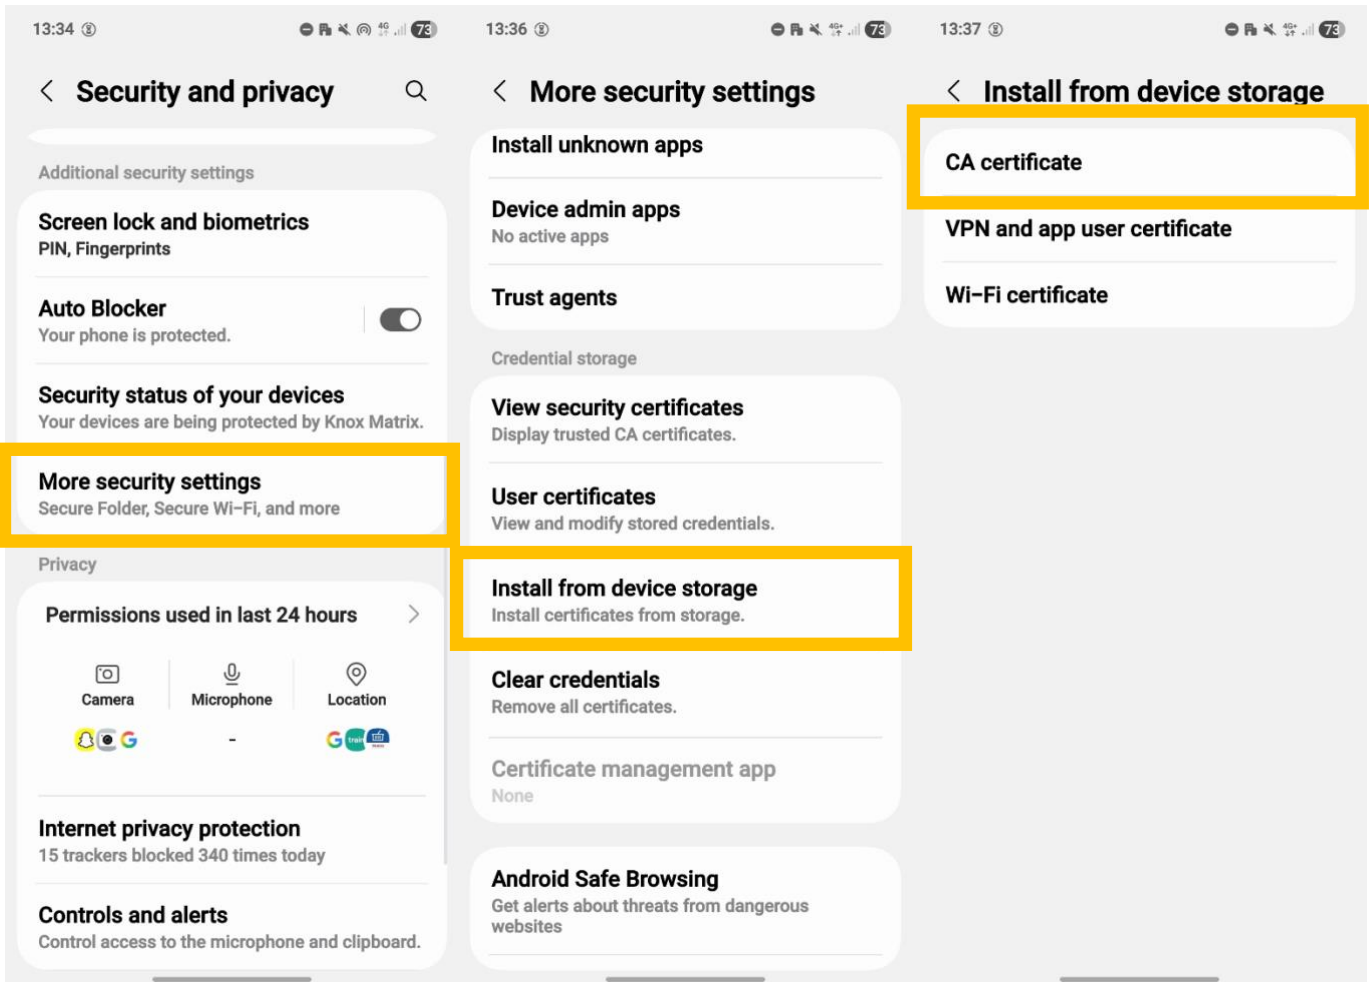 13:34
4G
73
Security and privacy
Additional security settings
Screen lock and biometrics
PIN, Fingerprints
Auto Blocker
Your phone is protected.
Security status of your devices
Your devices are being protected by Knox Matrix.
More security settings
Secure Folder, Secure Wi-Fi, and more
Privacy
Permissions used in last 24 hours
Camera
Microphone
Location
G
-
G
Internet privacy protection
15 trackers blocked 340 times today
Controls and alerts
Control access to the microphone and clipboard.
13:36
4G+
73
More security settings
Install unknown apps
Device admin apps
No active apps
Trust agents
Credential storage
View security certificates
Display trusted CA certificates.
User certificates
View and modify stored credentials.
Install from device storage
Install certificates from storage.
Clear credentials
Remove all certificates.
Certificate management app
None
Android Safe Browsing
Get alerts about threats from dangerous
websites
13:37
4G+
73
Install from device storage
CA certificate
VPN and app user certificate
Wi-Fi certificate